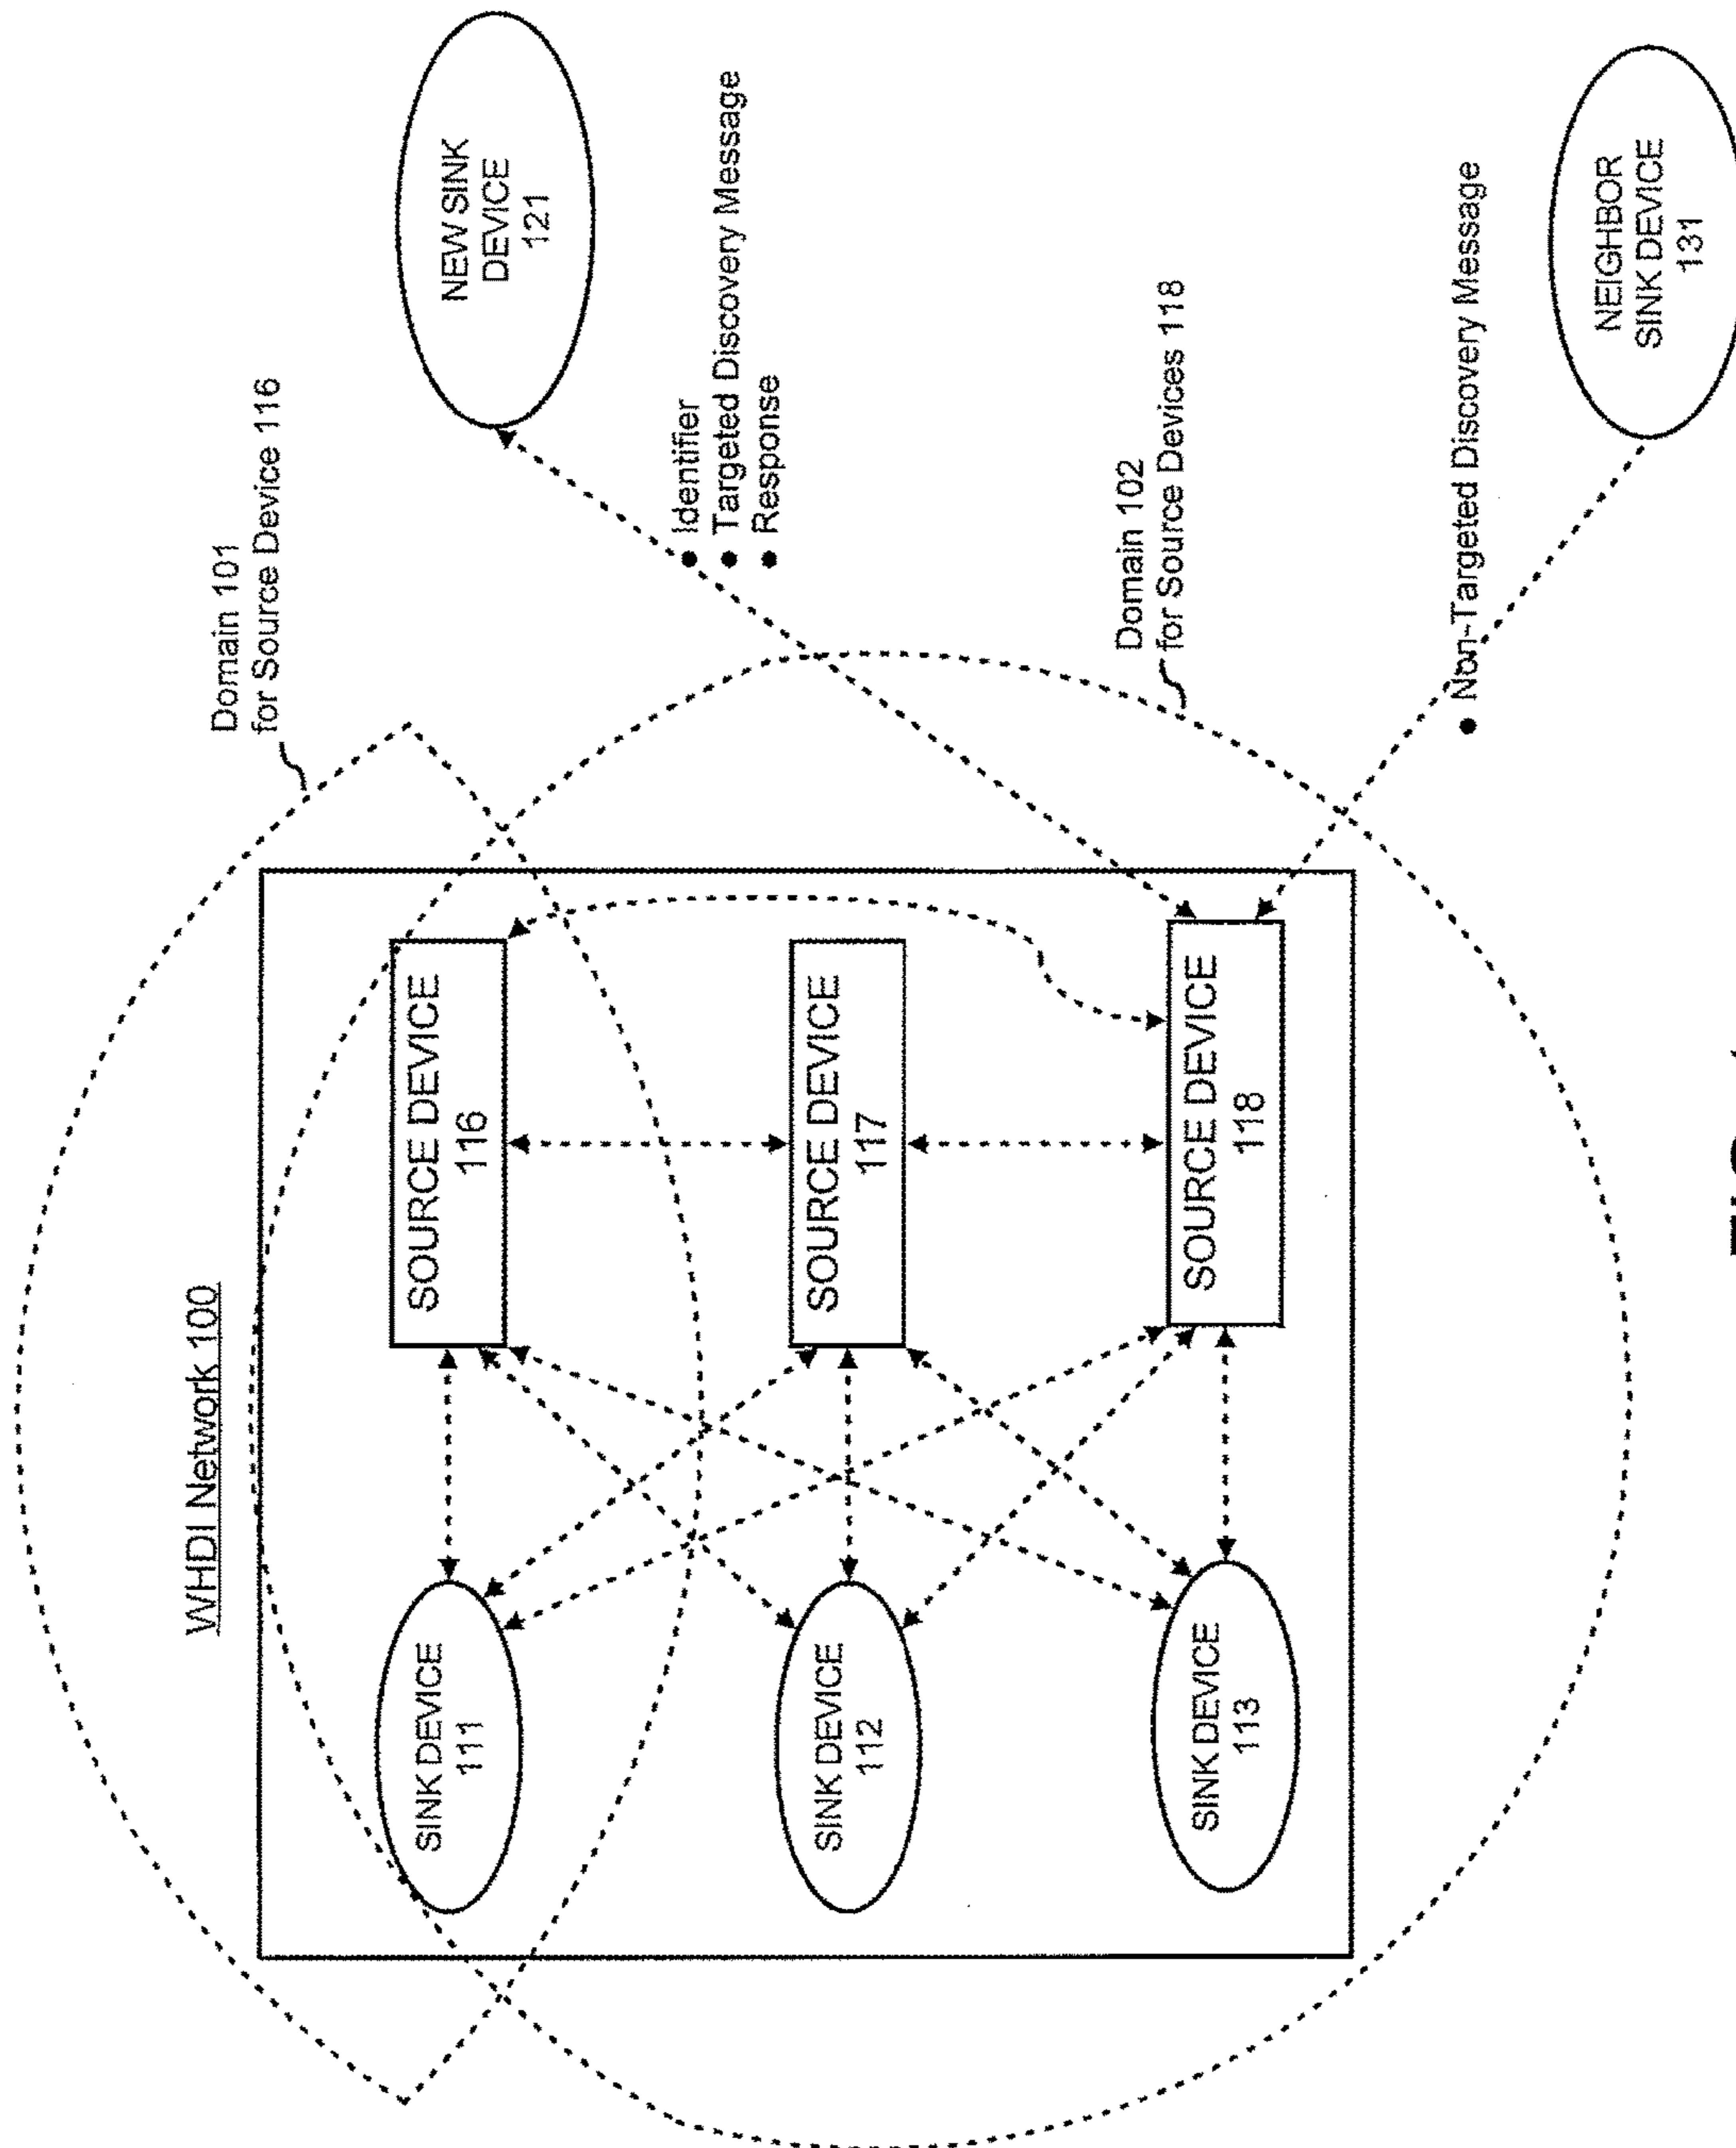 WHDI Network 100
Domain 101
for Source Device 116
SINK DEVICE
111
SOURCE DEVICE
116
NEW SINK
DEVICE
121
● Identifier
● Targeted Discovery Message
● Response
SINK DEVICE
112
SOURCE DEVICE
117
Domain 102
for Source Devices 118
SINK DEVICE
113
SOURCE DEVICE
118
● Non-Targeted Discovery Message
NEIGHBOR
SINK DEVICE
131